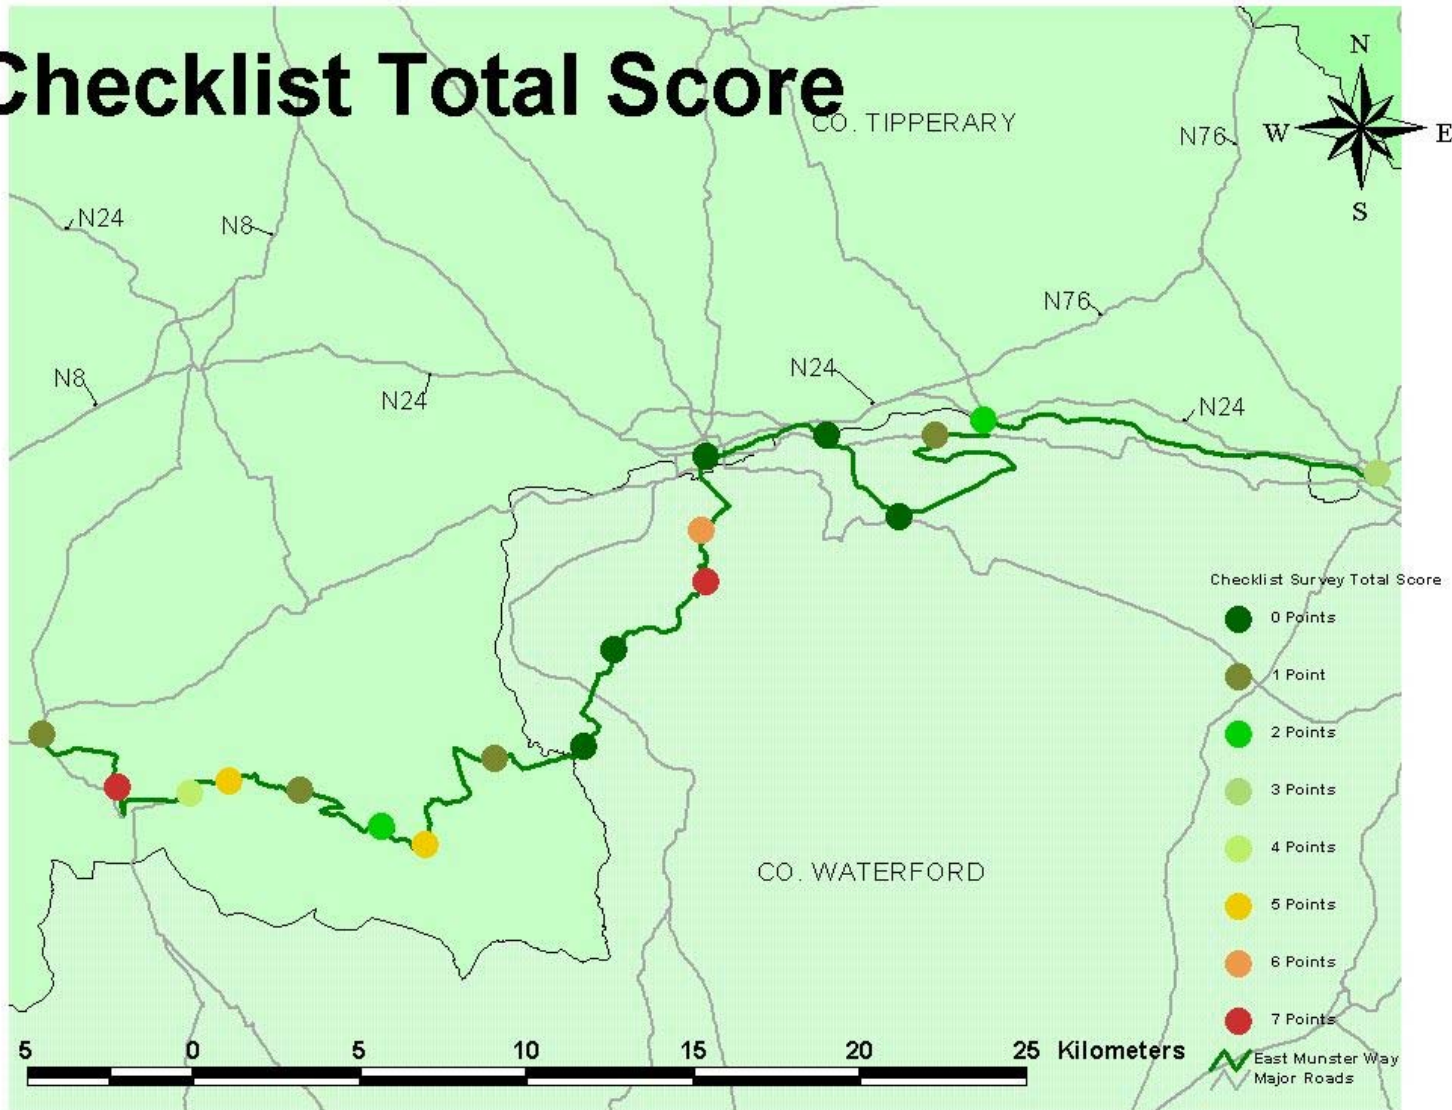 Checklist Total Score
N
W E
S
CO. TIPPERARY
N76
N24
N8
N76
N24
N8
N24
N24
Checklist Survey Total Score
0 Points
1 Point
2 Points
3 Points
4 Points
CO. WATERFORD
5 Points
6 Points
7 Points
5 0 5 10 15 20 25 Kilometers
East Munster Way
Major Roads